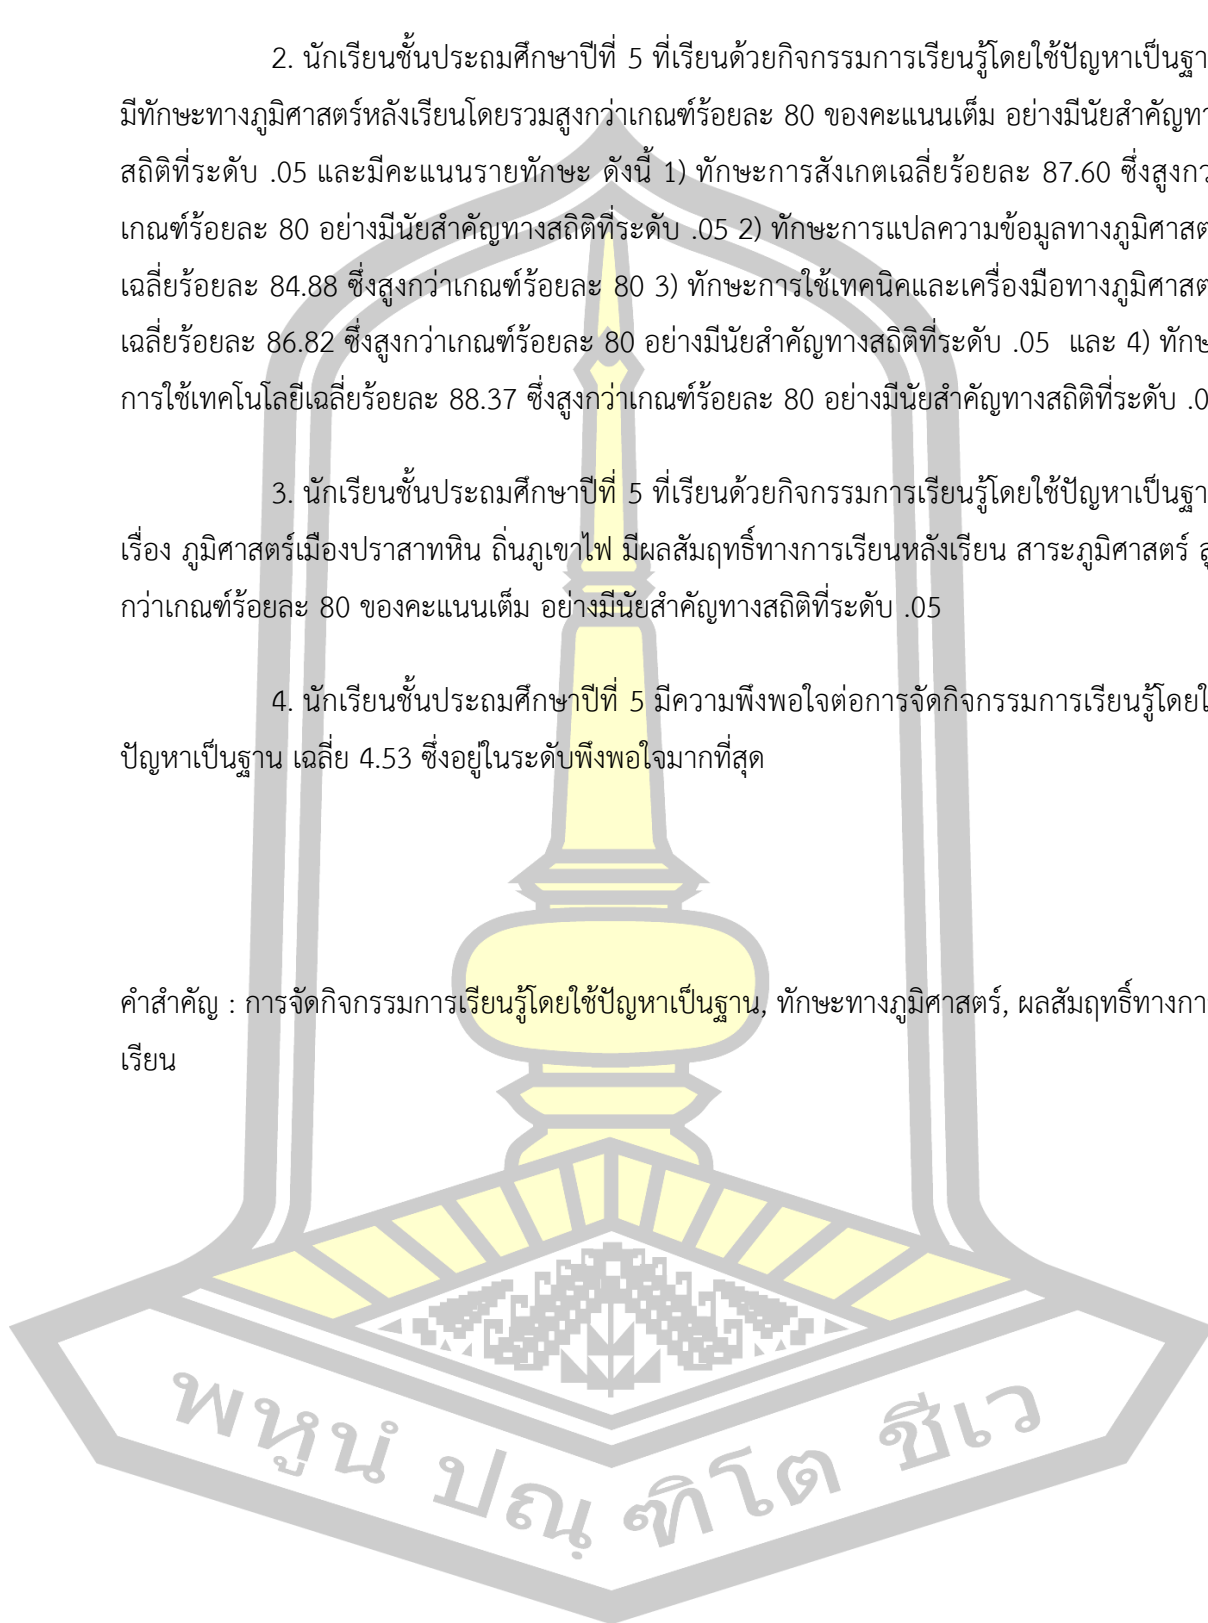 2. นักเรียนชั้นประถมศึกษาปีที่ 5 ที่เรียนด้วยกิจกรรมการเรียนรู้โดยใช้ปัญหาเป็นฐา
มีทักษะทางภูมิศาสตร์หลังเรียนโดยรวมสูงกว่าเกณฑ์ร้อยละ 80 ของคะแนนเต็ม อย่างมีนัยสำคัญทา
สถิติที่ระดับ .05 และมีคะแนนรายทักษะ ดังนี้ 1) ทักษะการสังเกตเฉลี่ยร้อยละ 87.60 ซึ่งสูงกว่
เกณฑ์ร้อยละ 80 อย่างมีนัยสำคัญทางสถิติที่ระดับ .05 2) ทักษะการแปลความข้อมูลทางภูมิศาสต
เฉลี่ยร้อยละ 84.88 ซึ่งสูงกว่าเกณฑ์ร้อยละ 80 3) ทักษะการใช้เทคนิคและเครื่องมือทางภูมิศาสต
เฉลี่ยร้อยละ 86.82 ซึ่งสูงกว่าเกณฑ์ร้อยละ 80 อย่างมีนัยสำคัญทางสถิติที่ระดับ .05 และ 4) ทักษ
การใช้เทคโนโลยีเฉลี่ยร้อยละ 88.37 ซึ่งสูงกว่าเกณฑ์ร้อยละ 80 อย่างมีนัยสำคัญทางสถิติที่ระดับ .0
3. นักเรียนชั้นประถมศึกษาปีที่ 5 ที่เรียนด้วยกิจกรรมการเรียนรู้โดยใช้ปัญหาเป็นฐา
เรื่อง ภูมิศาสตร์เมืองปราสาทหิน ถิ่นภูเขาไฟ มีผลสัมฤทธิ์ทางการเรียนหลังเรียน สาระภูมิศาสตร์ สู
กว่าเกณฑ์ร้อยละ 80 ของคะแนนเต็ม อย่างมีนัยสำคัญทางสถิติที่ระดับ .05
4. นักเรียนชั้นประถมศึกษาปีที่ 5 มีความพึงพอใจต่อการจัดกิจกรรมการเรียนรู้โดยใ
ปัญหาเป็นฐาน เฉลี่ย 4.53 ซึ่งอยู่ในระดับพึงพอใจมากที่สุด
คำสำคัญ : การจัดกิจกรรมการเรียนรู้โดยใช้ปัญหาเป็นฐาน, ทักษะทางภูมิศาสตร์, ผลสัมฤทธิ์ทางกา
เรียน
พหูนํ ปณฺฑิโต ชีเว